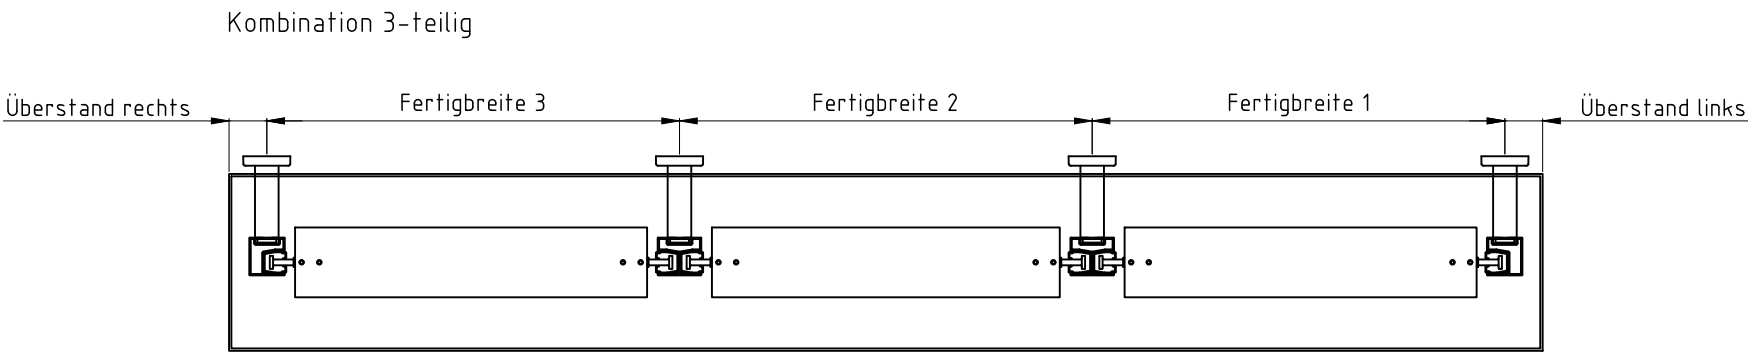 Kombination 3-teilig
Überstand rechts
Fertigbreite 3
Fertigbreite 2
Fertigbreite 1
Überstand links